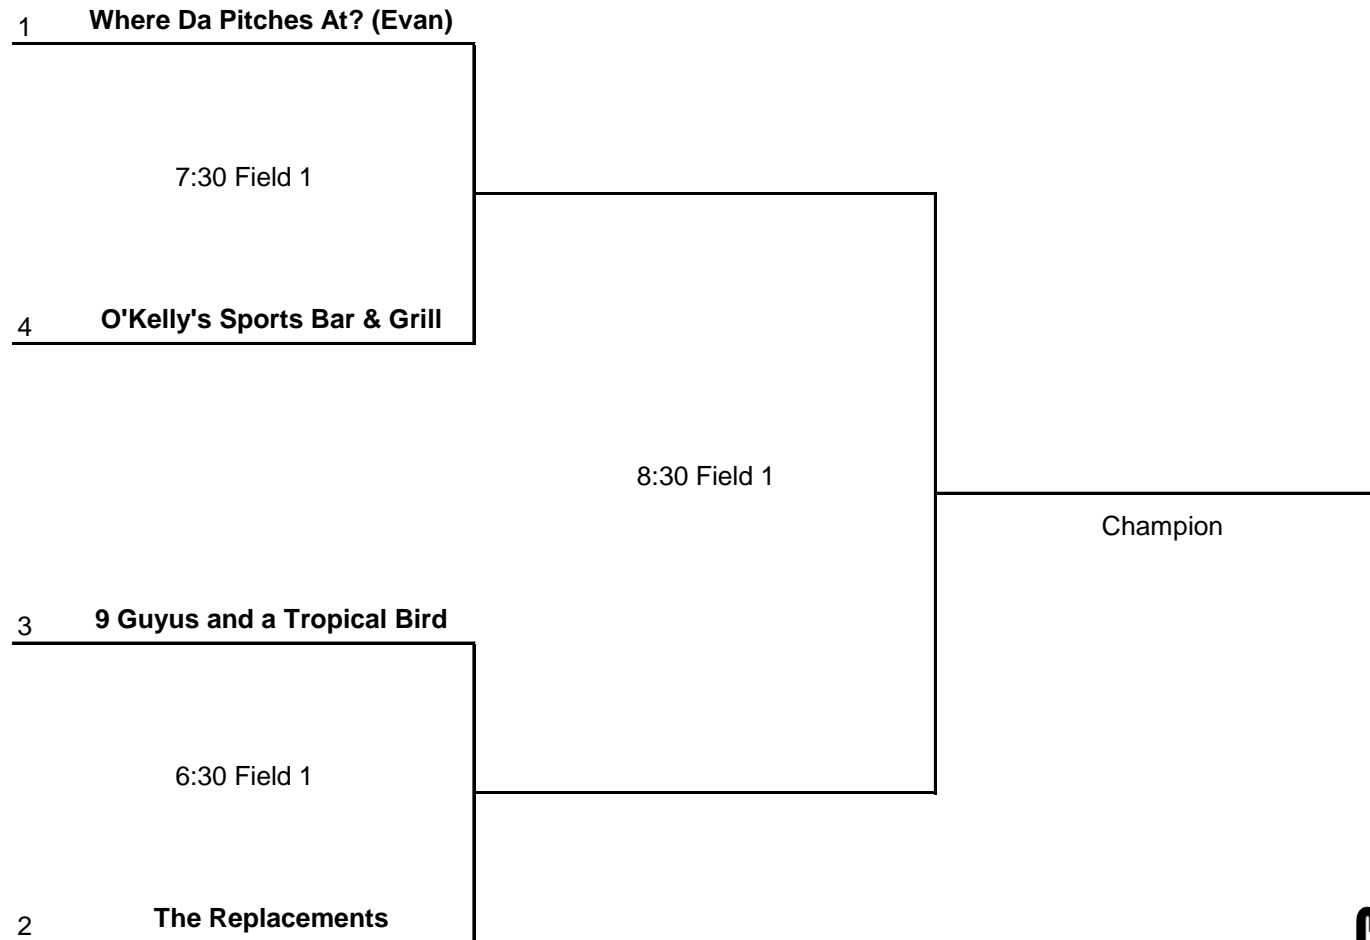 1 Where Da Pitches At? (Evan)
7:30 Field 1
4 O'Kelly's Sports Bar & Grill
8:30 Field 1
Champion
3 9 Guyus and a Tropical Bird
6:30 Field 1
2 The Replacements